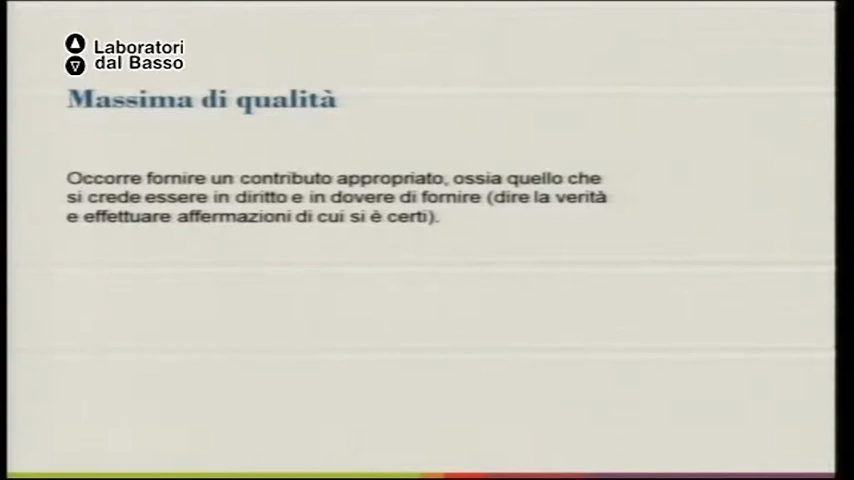 Laboratori
dal Basso
Massima di qualità
Occorre fornire un contributo appropriato, ossia quello che
si crede essere in diritto e in dovere di fornire (dire la verità
e effettuare affermazioni di cui si è certi).